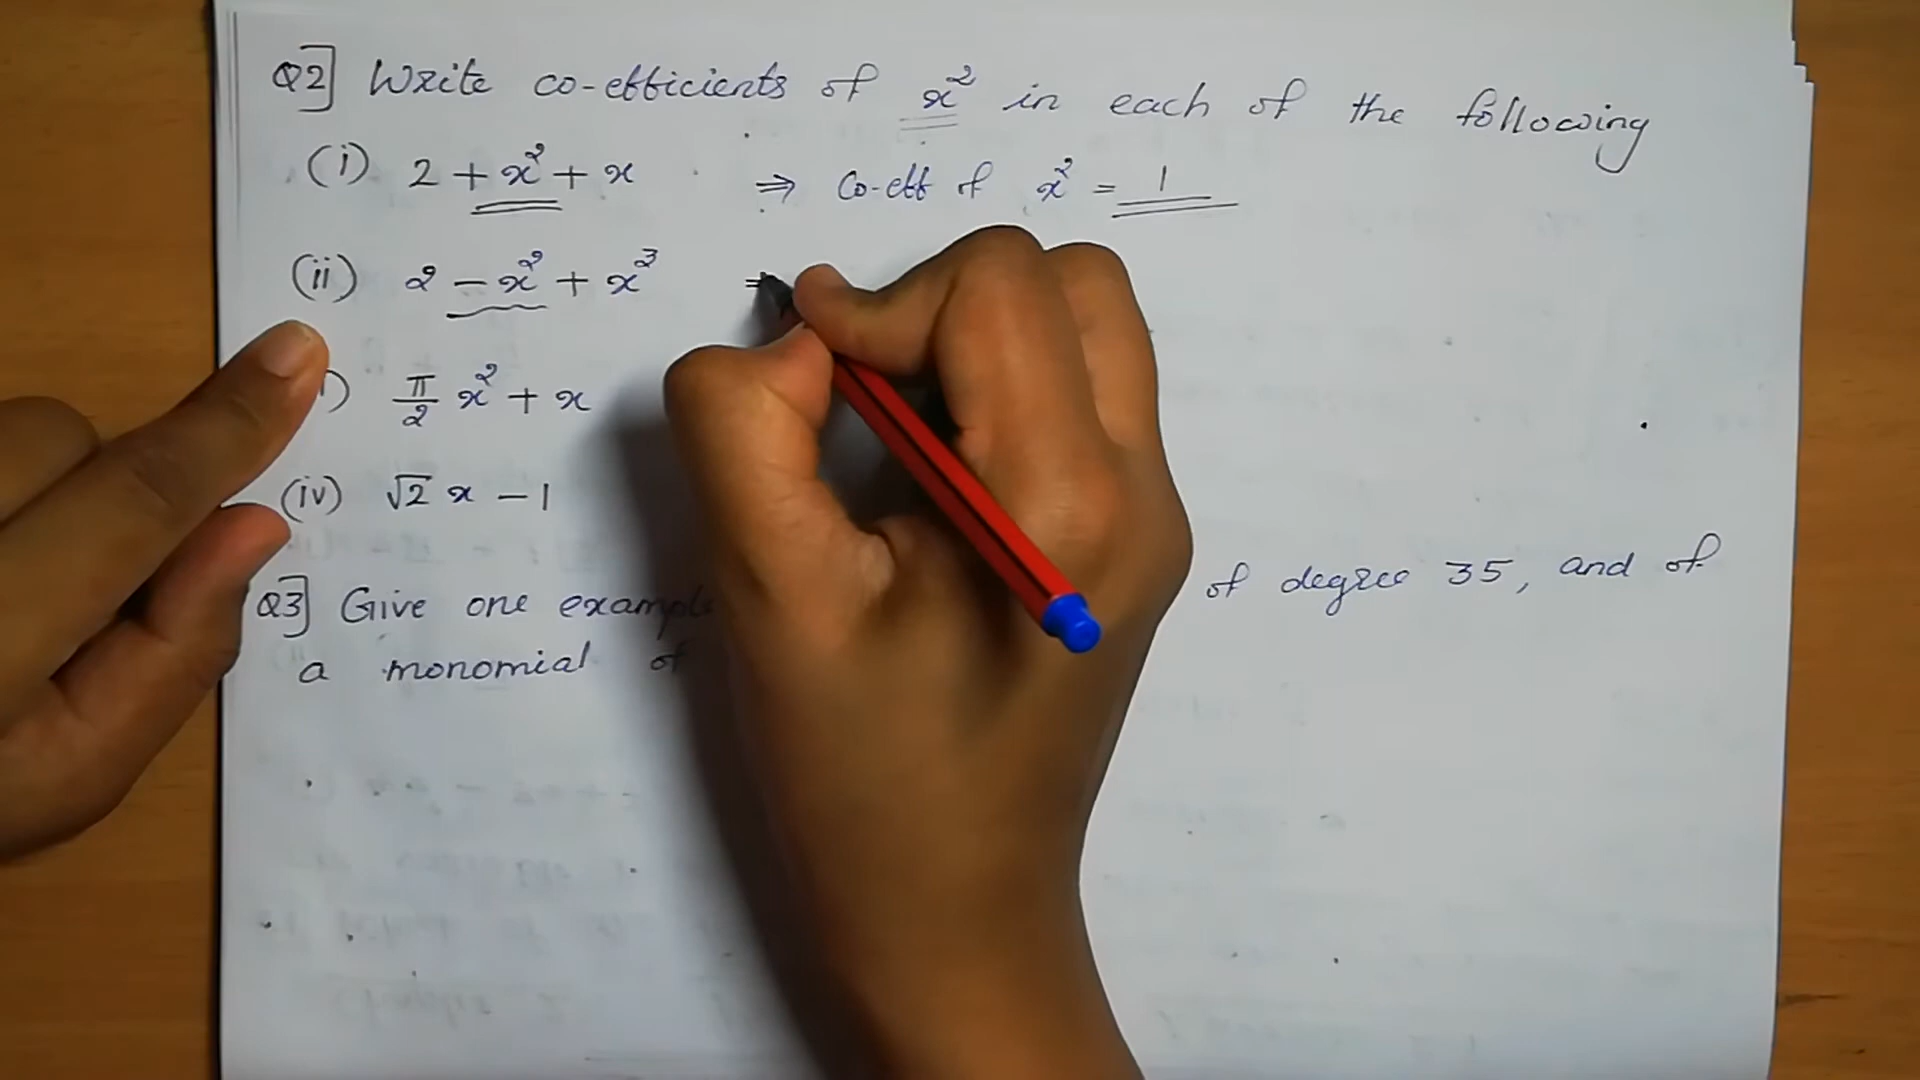 Q2] Write co-efficients of x² in each of the following
(i) 2 + x² + x ⇒ Co-eff of x² = 1
(ii) 2 - x² + x³ ⇒
) π/2 x² + x
(iv) √2 x - 1
Q3] Give one example of degree 35, and of
a monomial of